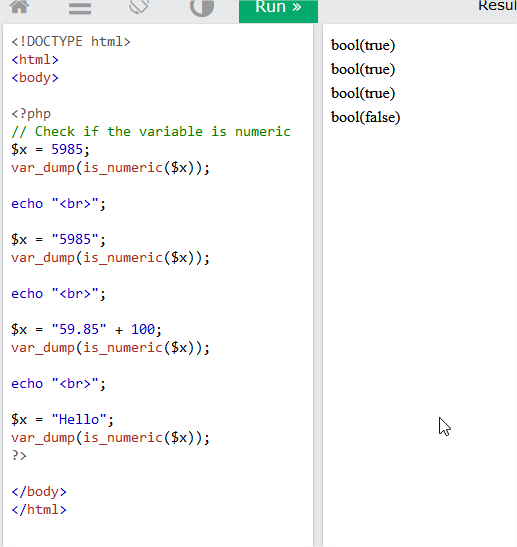 Run »
Resul
<!DOCTYPE html>
<html>
<body>
<?php
// Check if the variable is numeric
$x = 5985;
var_dump(is_numeric($x));
echo "<br>";
$x = "5985";
var_dump(is_numeric($x));
echo "<br>";
$x = "59.85" + 100;
var_dump(is_numeric($x));
echo "<br>";
$x = "Hello";
var_dump(is_numeric($x));
?>
</body>
</html>
bool(true)
bool(true)
bool(true)
bool(false)